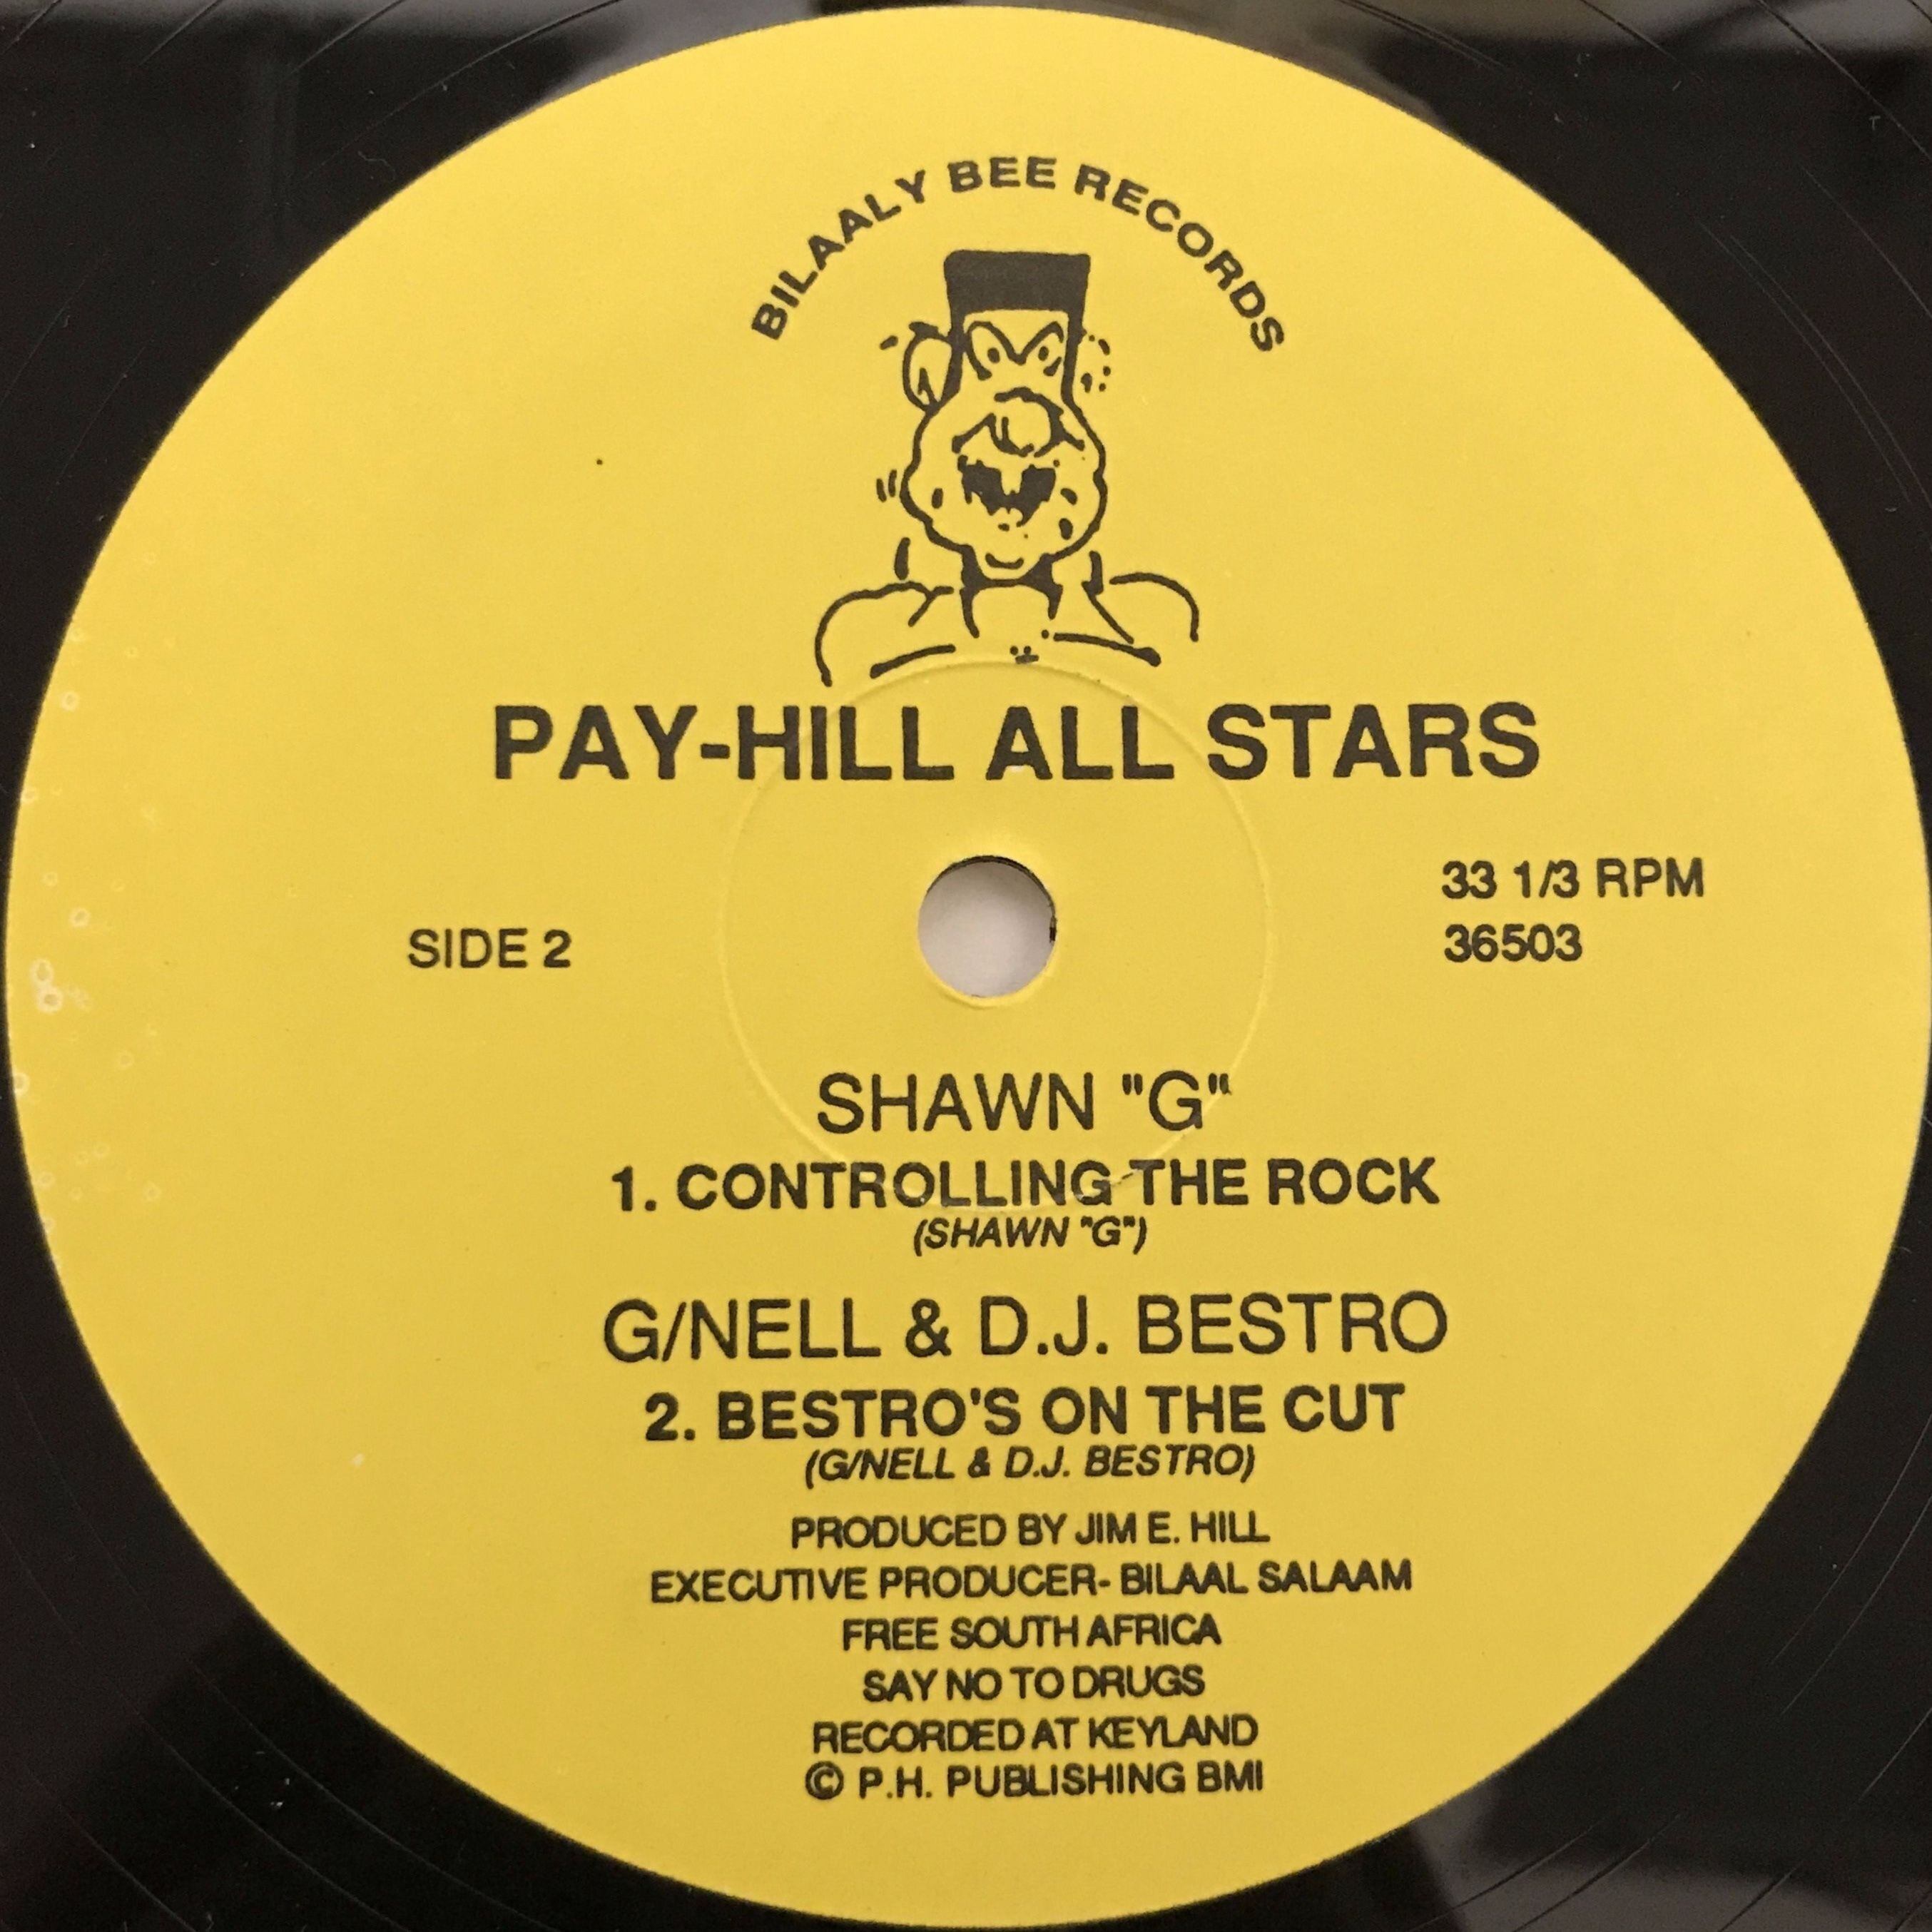 BILAALY BEE RECORDS
PAY-HILL ALL STARS
33 1/3 RPM
SIDE 2
36503
SHAWN "G"
1. CONTROLLING THE ROCK
(SHAWN "G")
G/NELL & D.J. BESTRO
2. BESTRO'S ON THE CUT
(G/NELL & D.J. BESTRO)
PRODUCED BY JIM E. HILL
EXECUTIVE PRODUCER- BILAAL SALAAM
FREE SOUTH AFRICA
SAY NO TO DRUGS
RECORDED AT KEYLAND
© P.H. PUBLISHING BMI